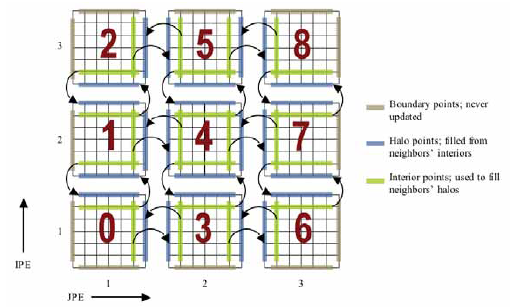 3
2
5
8
Boundary points; never
updated
Halo points; filled from
neighbors' interiors
Interior points; used to fill
neighbors' halos
2
1
4
7
1
0
3
6
IPE
1
2
3
JPE